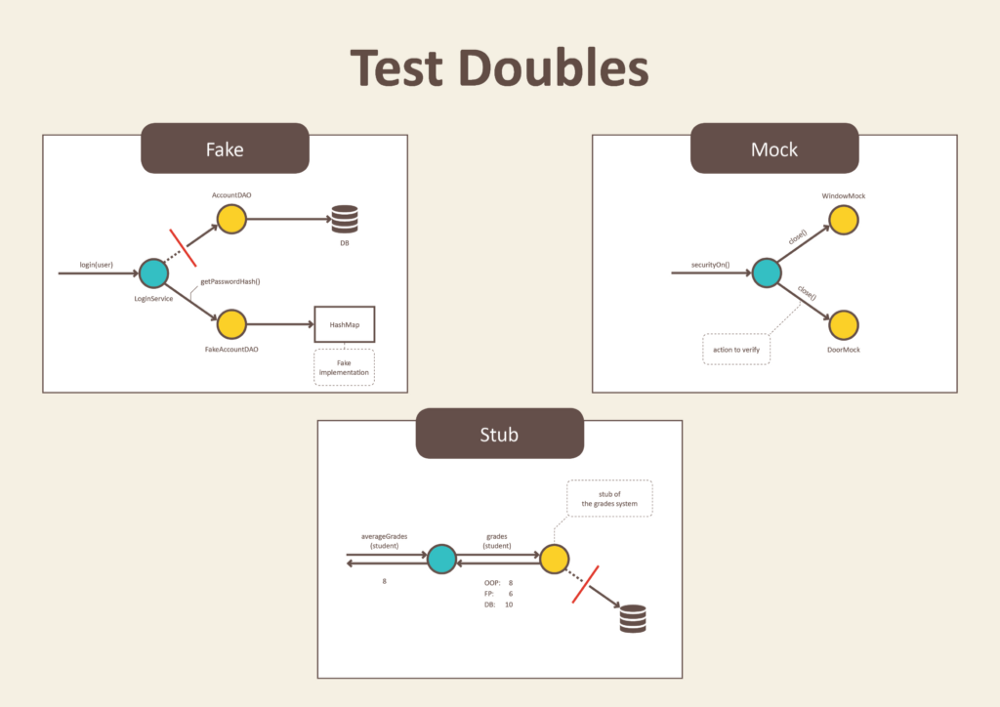 Test Doubles
Fake
AccountDAO
DB
login(user)
LoginService
getPasswordHash()
HashMap
FakeAccountDAO
Fake
implementation
Mock
WindowMock
close()
securityOn()
close()
action to verify
DoorMock
Stub
stub of
the grades system
averageGrades
(student)
grades
(student)
8
OOP: 8
FP: 6
DB: 10